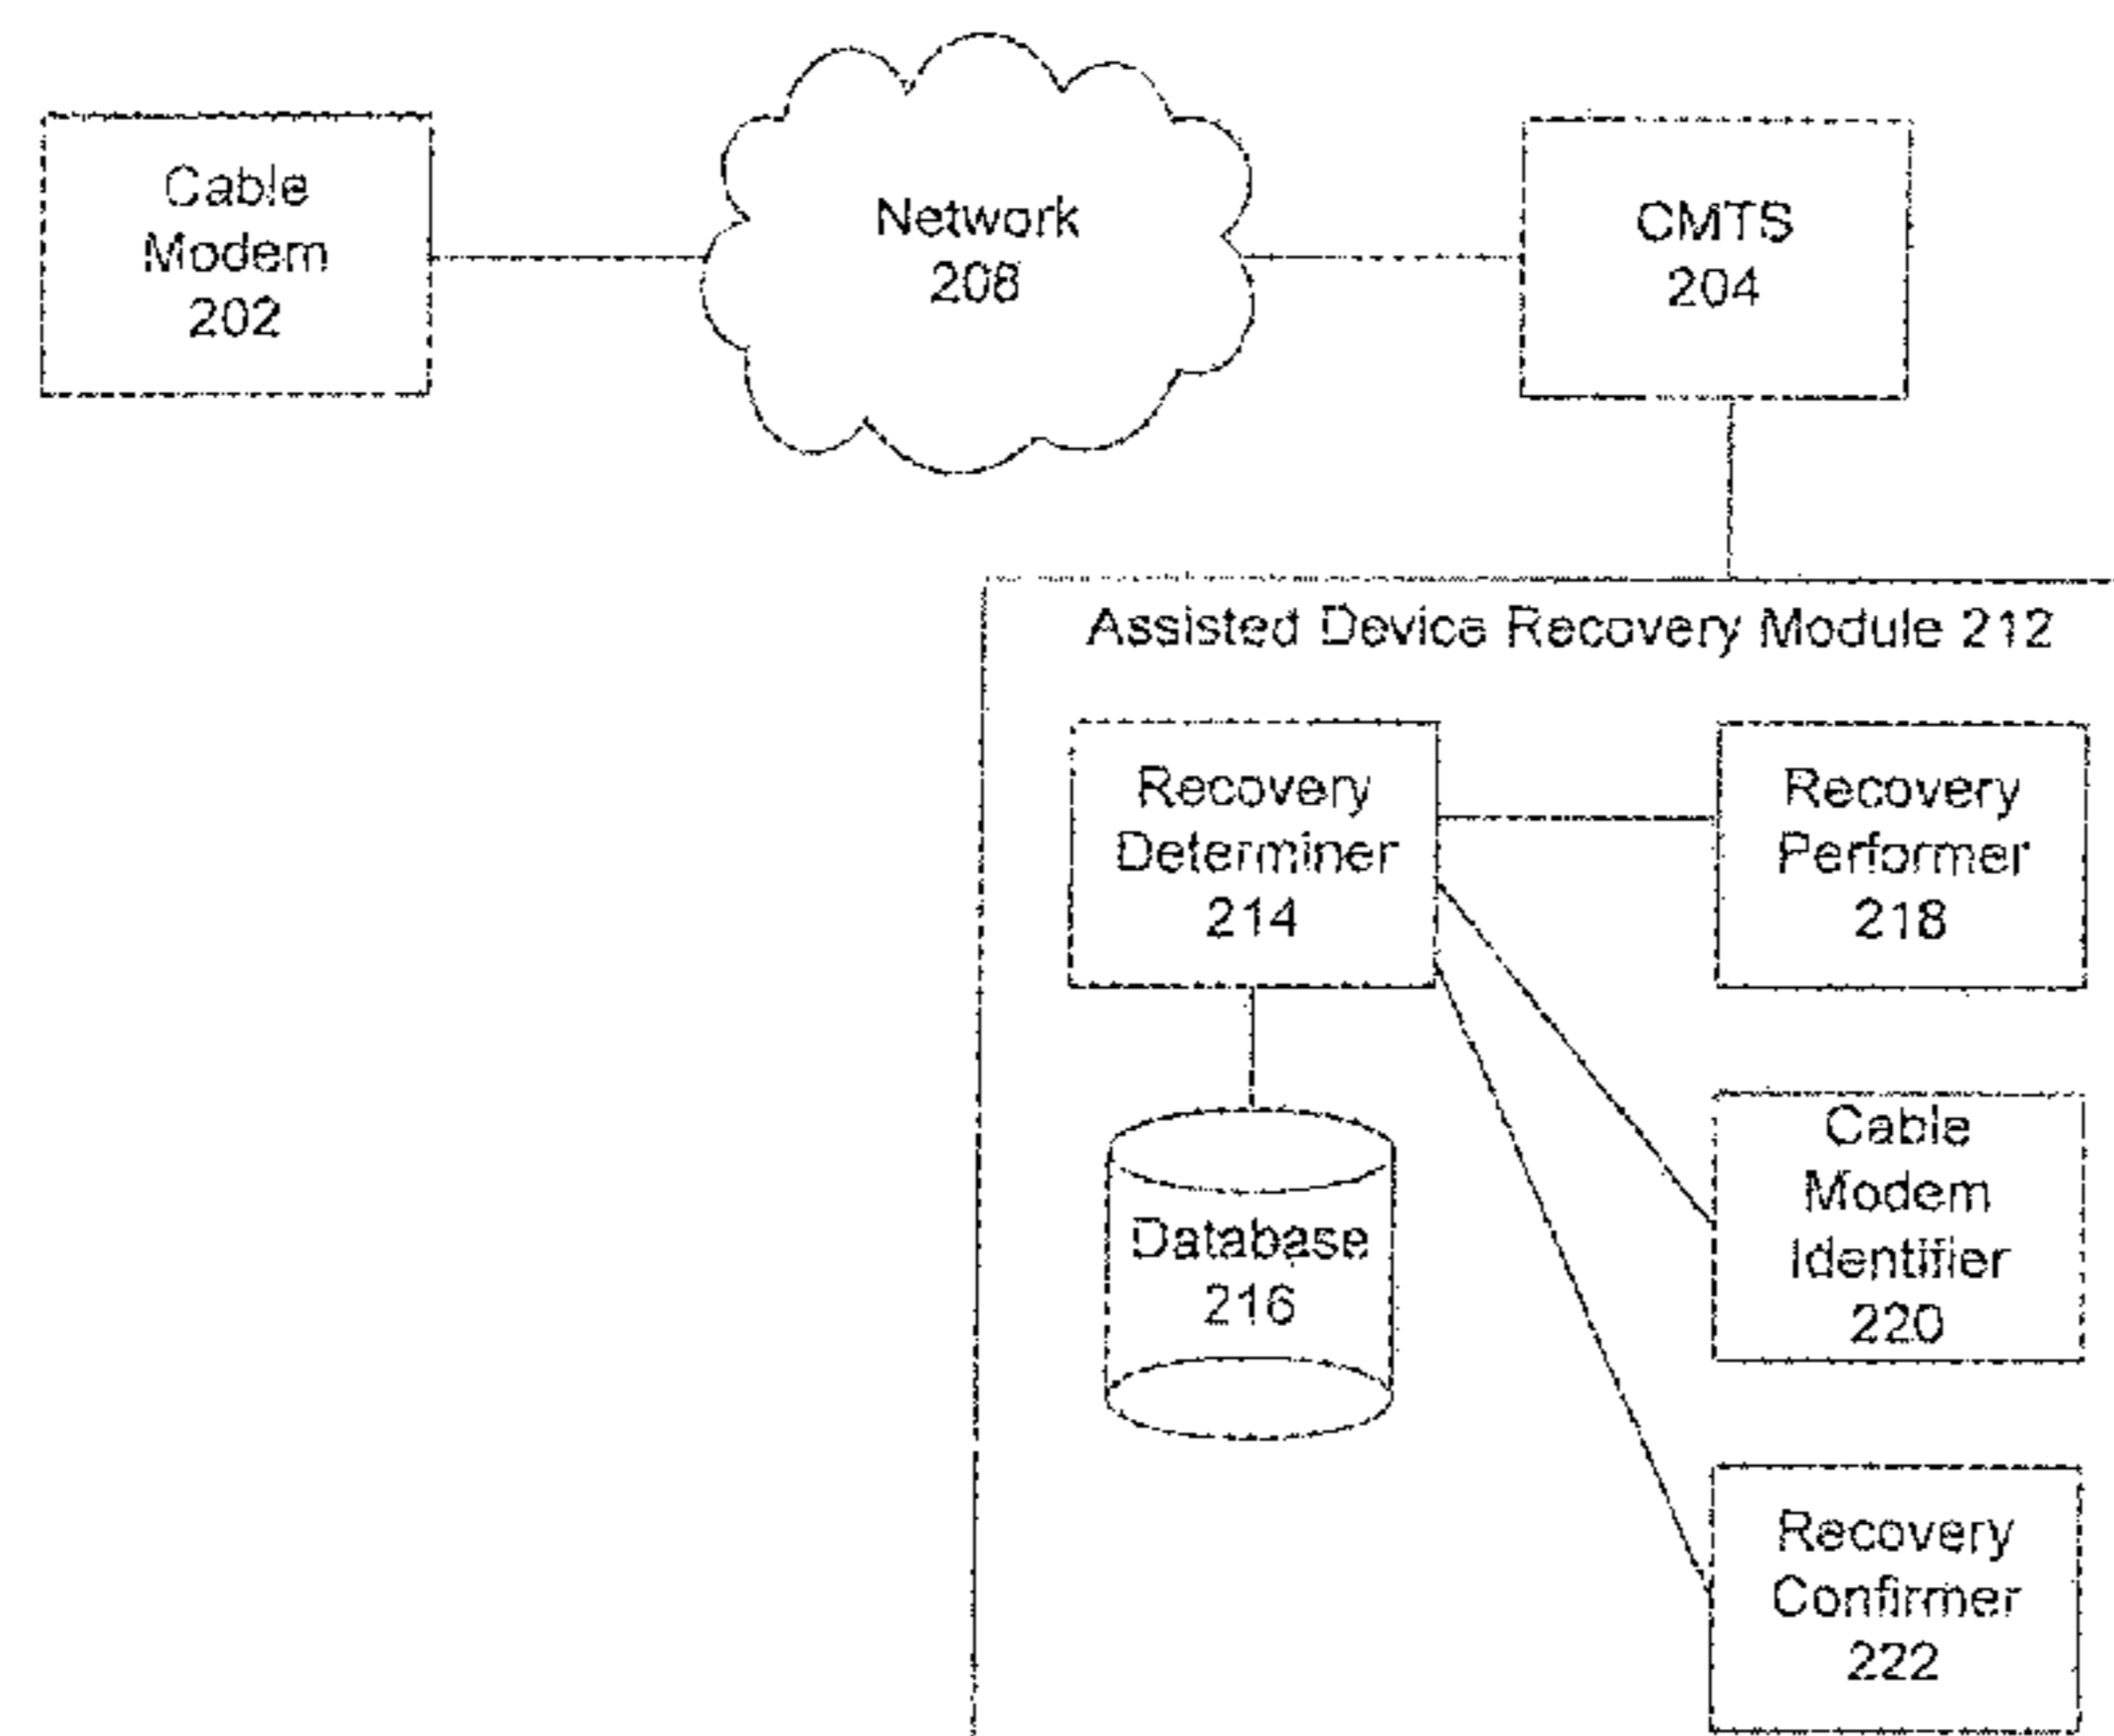 Cable
Modem
202
Network
208
CMTS
204
Assisted Device Recovery Module 212
Recovery
Determiner
214
Recovery
Performer
218
Database
216
Cable
Modem
Identifier
220
Recovery
Confirmer
222